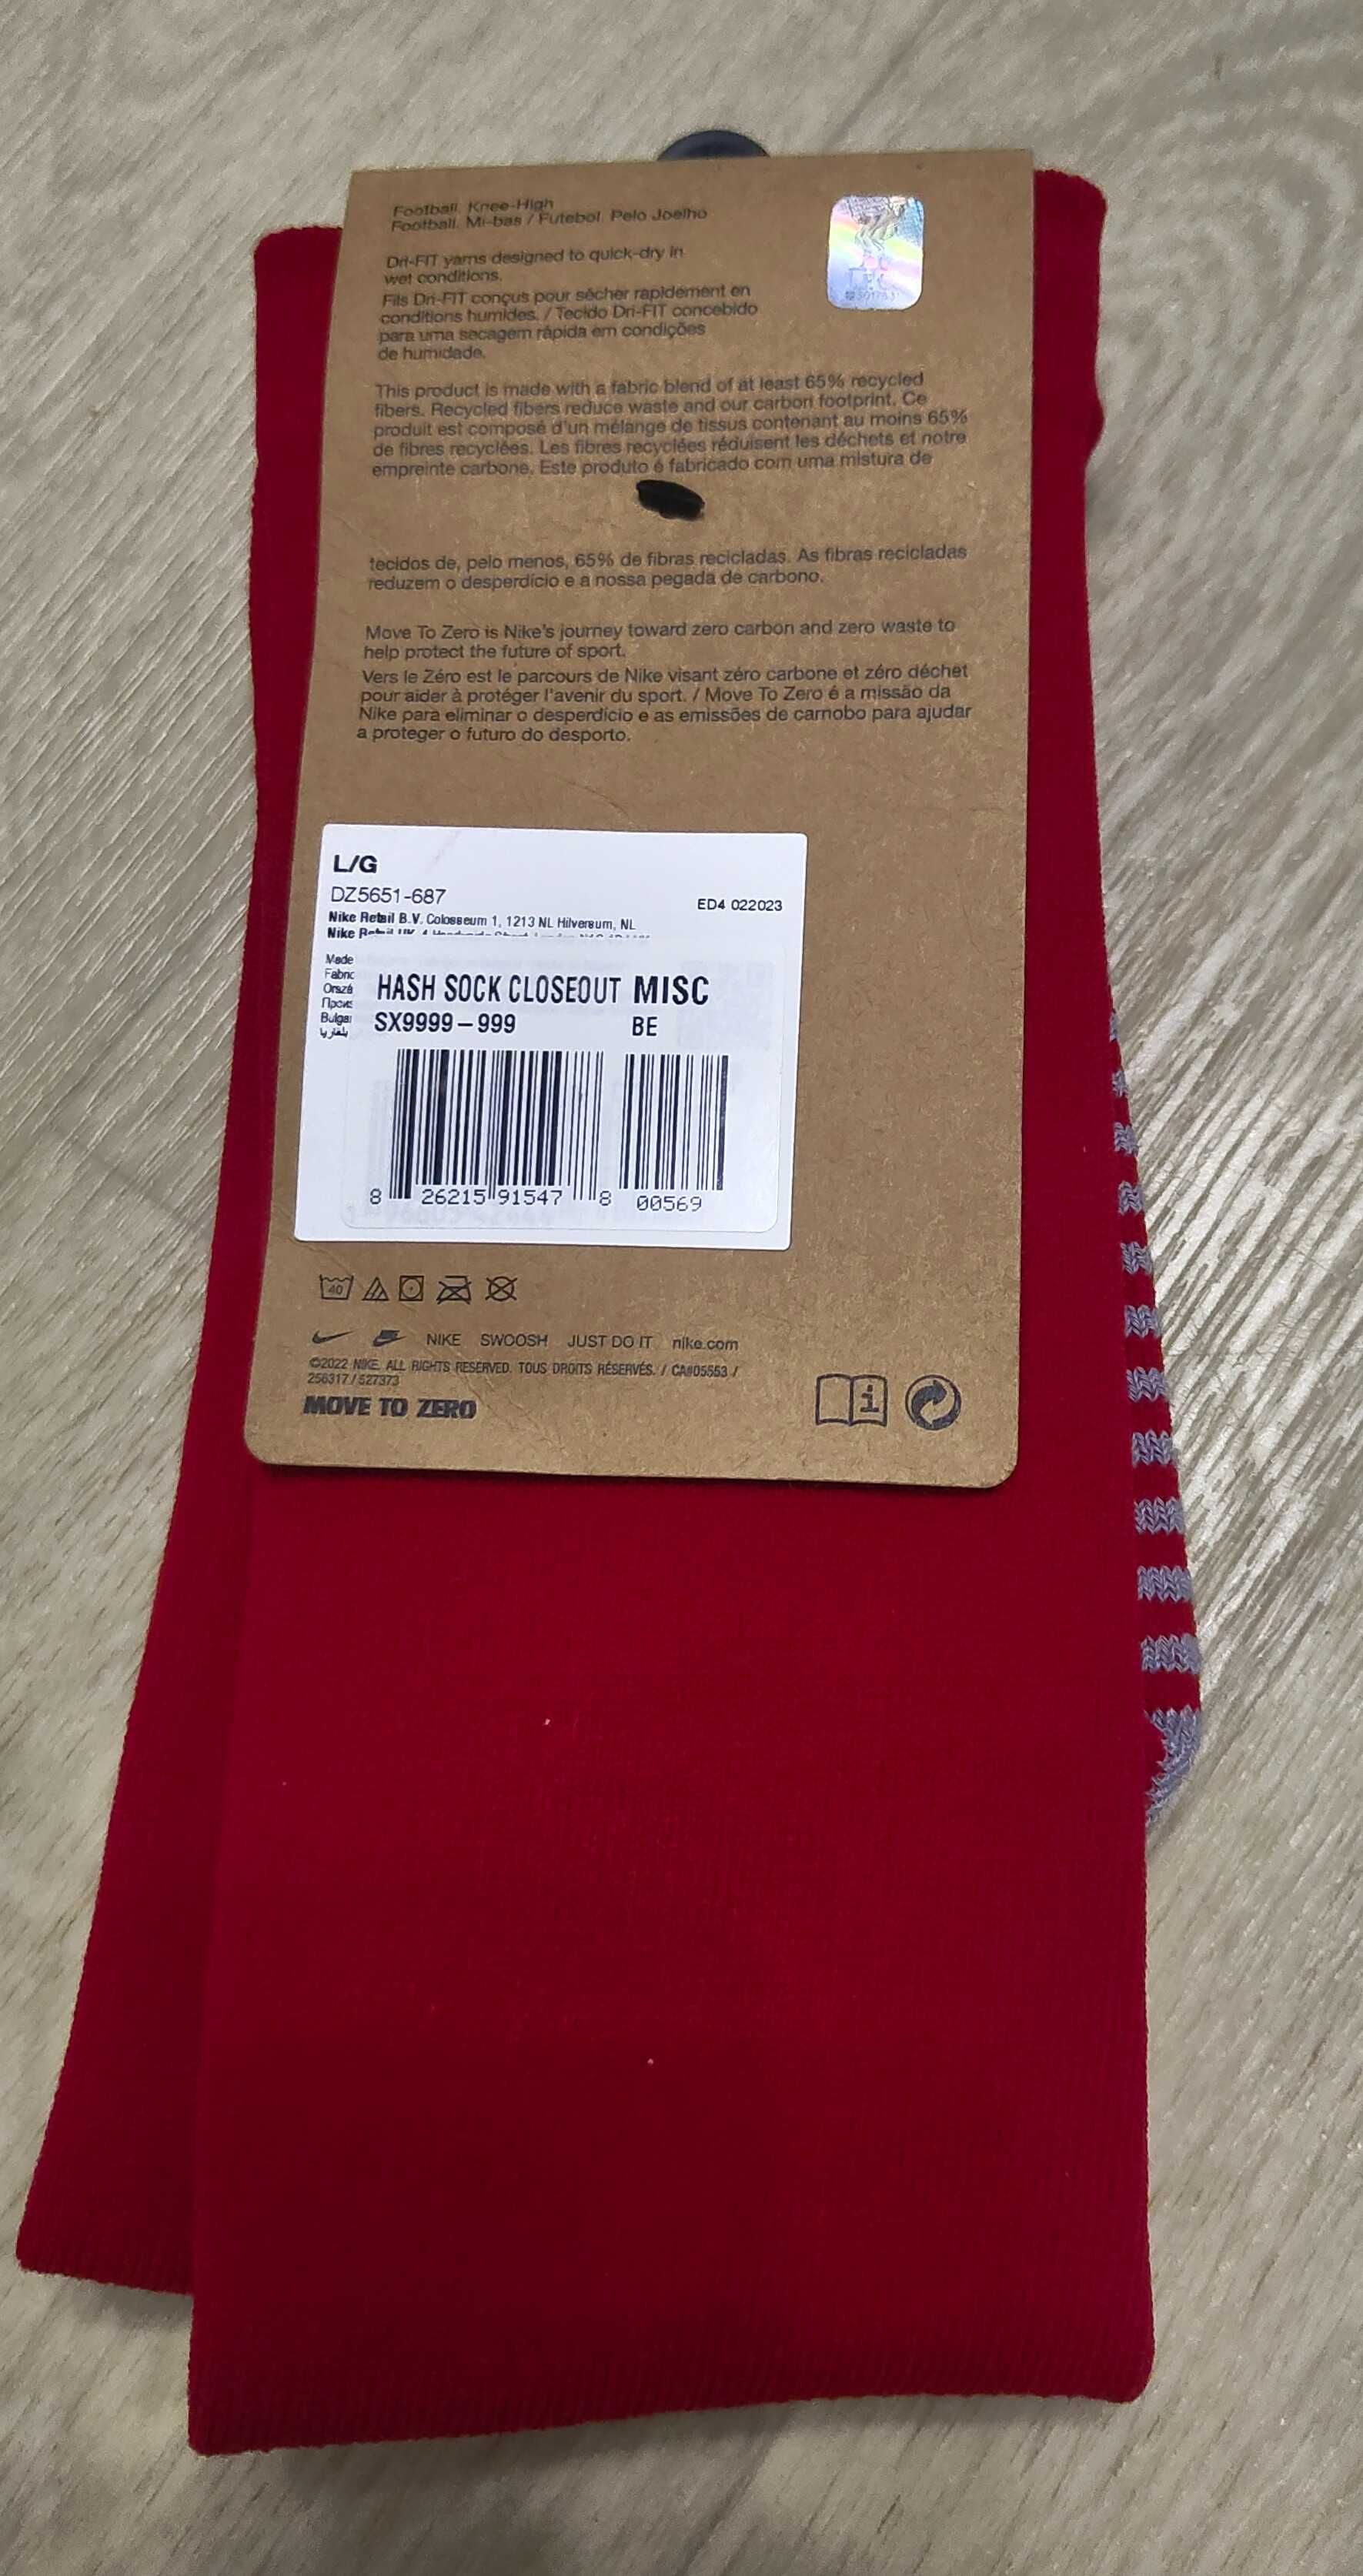 Football. Knee-High
Football. Mi-bas / Futebol. Pelo Joelho
Dri-FIT yarns designed to quick-dry in
wet conditions.
Fils Dri-FIT conçus pour sécher rapidement en
conditions humides. / Tecido Dri-FIT concebido
para uma secagem rápida em condições
de humidade.
This product is made with a fabric blend of at least 65% recycled
fibers. Recycled fibers reduce waste and our carbon footprint. Ce
produit est composé d'un mélange de tissus contenant au moins 65%
de fibres recyclées. Les fibres recyclées réduisent les déchets et notre
empreinte carbone. Este produto é fabricado com uma mistura de
tecidos de, pelo menos, 65% de fibras recicladas. As fibras recicladas
reduzem o desperdício e a nossa pegada de carbono.
Move To Zero is Nike's journey toward zero carbon and zero waste to
help protect the future of sport.
Vers le Zéro est le parcours de Nike visant zéro carbone et zéro déchet
pour aider à protéger l'avenir du sport. / Move To Zero é a missão da
Nike para eliminar o desperdício e as emissões de carnobo para ajudar
a proteger o futuro do desporto.
L/G
DZ5651-687
ED4 022023
Nike Retail B.V. Colosseum 1, 1213 NL Hilversum, NL
Nike Retail UK
Made
Fabric
Orszá
Проис
Bulgar
بلغاريا
HASH SOCK CLOSEOUT MISC
SX9999-999 BE
8 26215 91547 8 00569
40
NIKE SWOOSH JUST DO IT nike.com
©2022 NIKE. ALL RIGHTS RESERVED. TOUS DROITS RÉSERVÉS. / CA#05553 /
256317 / 527373
MOVE TO ZERO